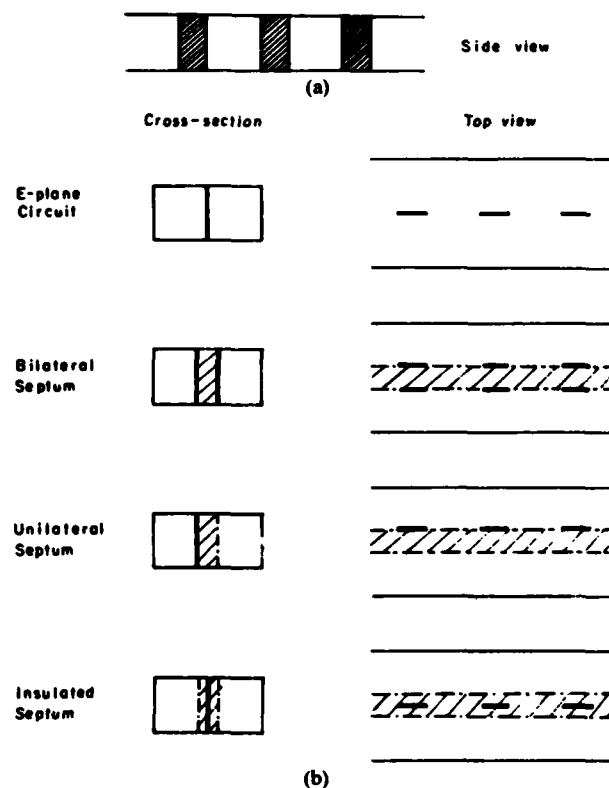 Side view
(a)
Cross-section
Top view
E-plane
Circuit
Bilateral
Septum
Unilateral
Septum
Insulated
Septum
(b)